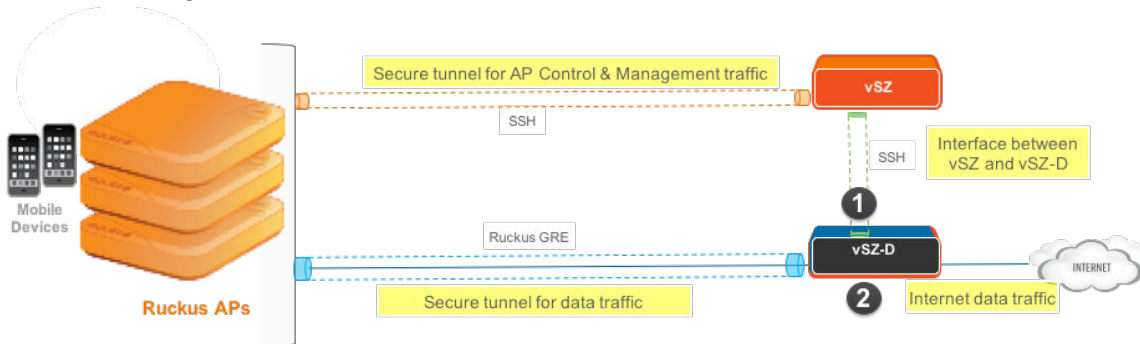 Secure tunnel for AP Control & Management traffic
vSZ
SSH
SSH
Interface between
vSZ and vSZ-D
1
Mobile
Devices
Ruckus GRE
vSZ-D
INTERNET
Ruckus APs
Secure tunnel for data traffic
2
Internet data traffic